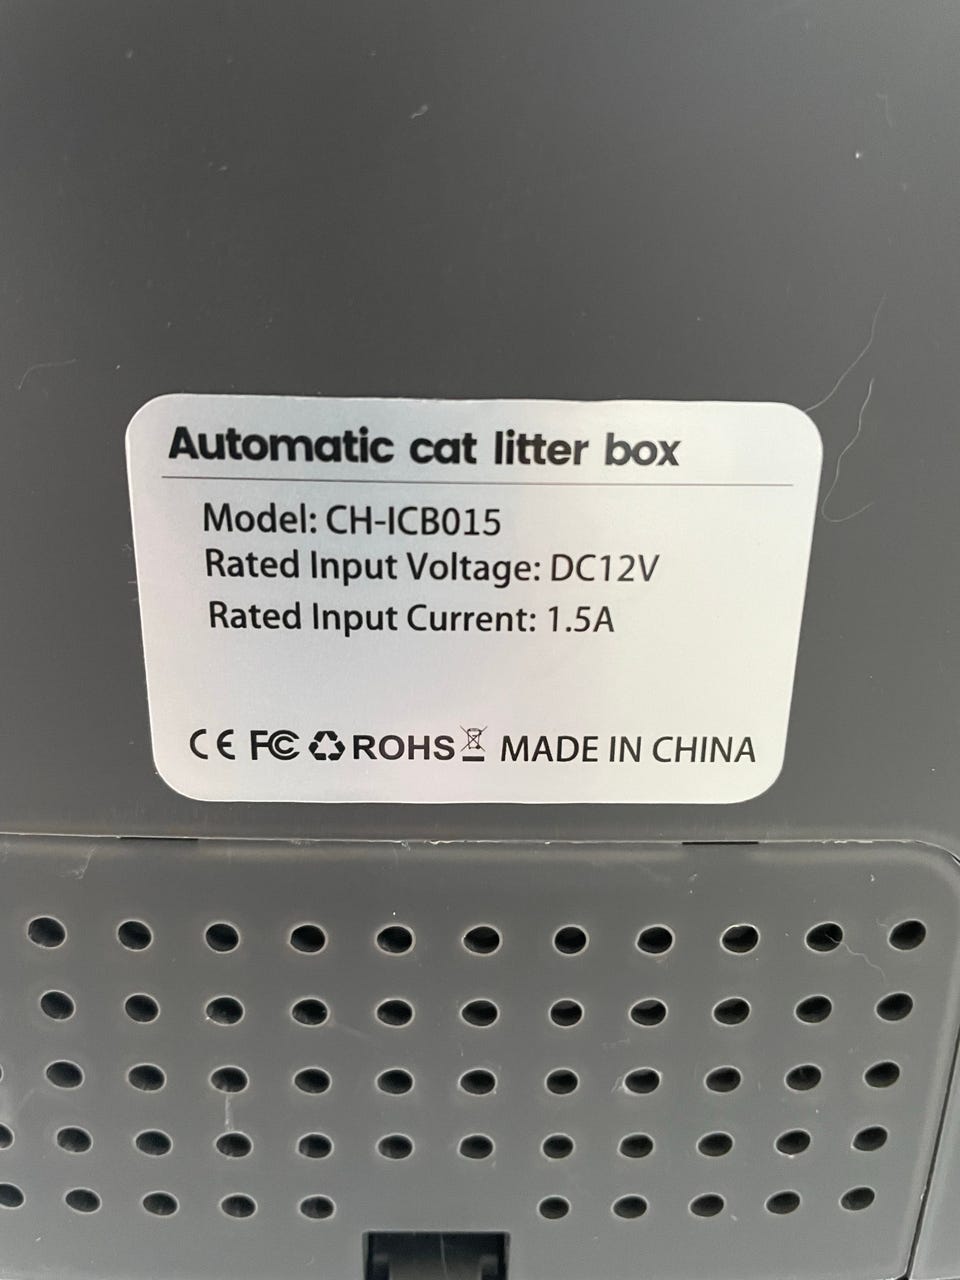 Automatic cat litter box
Model: CH-ICB015
Rated Input Voltage: DC12V
Rated Input Current: 1.5A
CE FC ROHS MADE IN CHINA